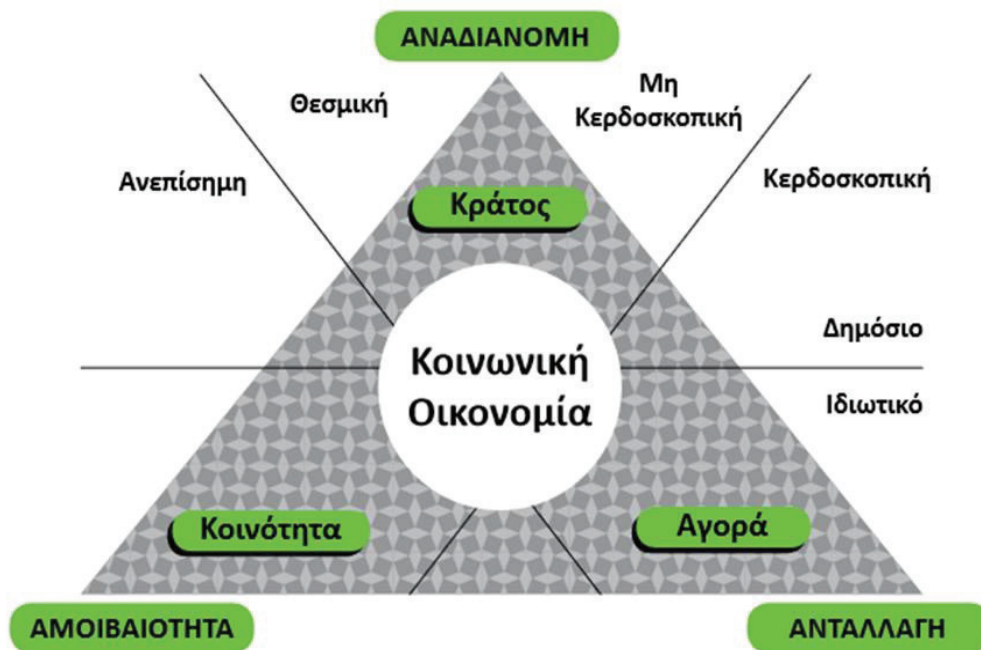 ΑΝΑΔΙΑΝΟΜΗ
Θεσμική
Μη
Κερδοσκοπική
Ανεπίσημη
Κερδοσκοπική
Κράτος
Δημόσιο
Κοινωνική
Οικονομία
Ιδιωτικό
Κοινότητα
Αγορά
ΑΜΟΙΒΑΙΟΤΗΤΑ
ΑΝΤΑΛΛΑΓΗ